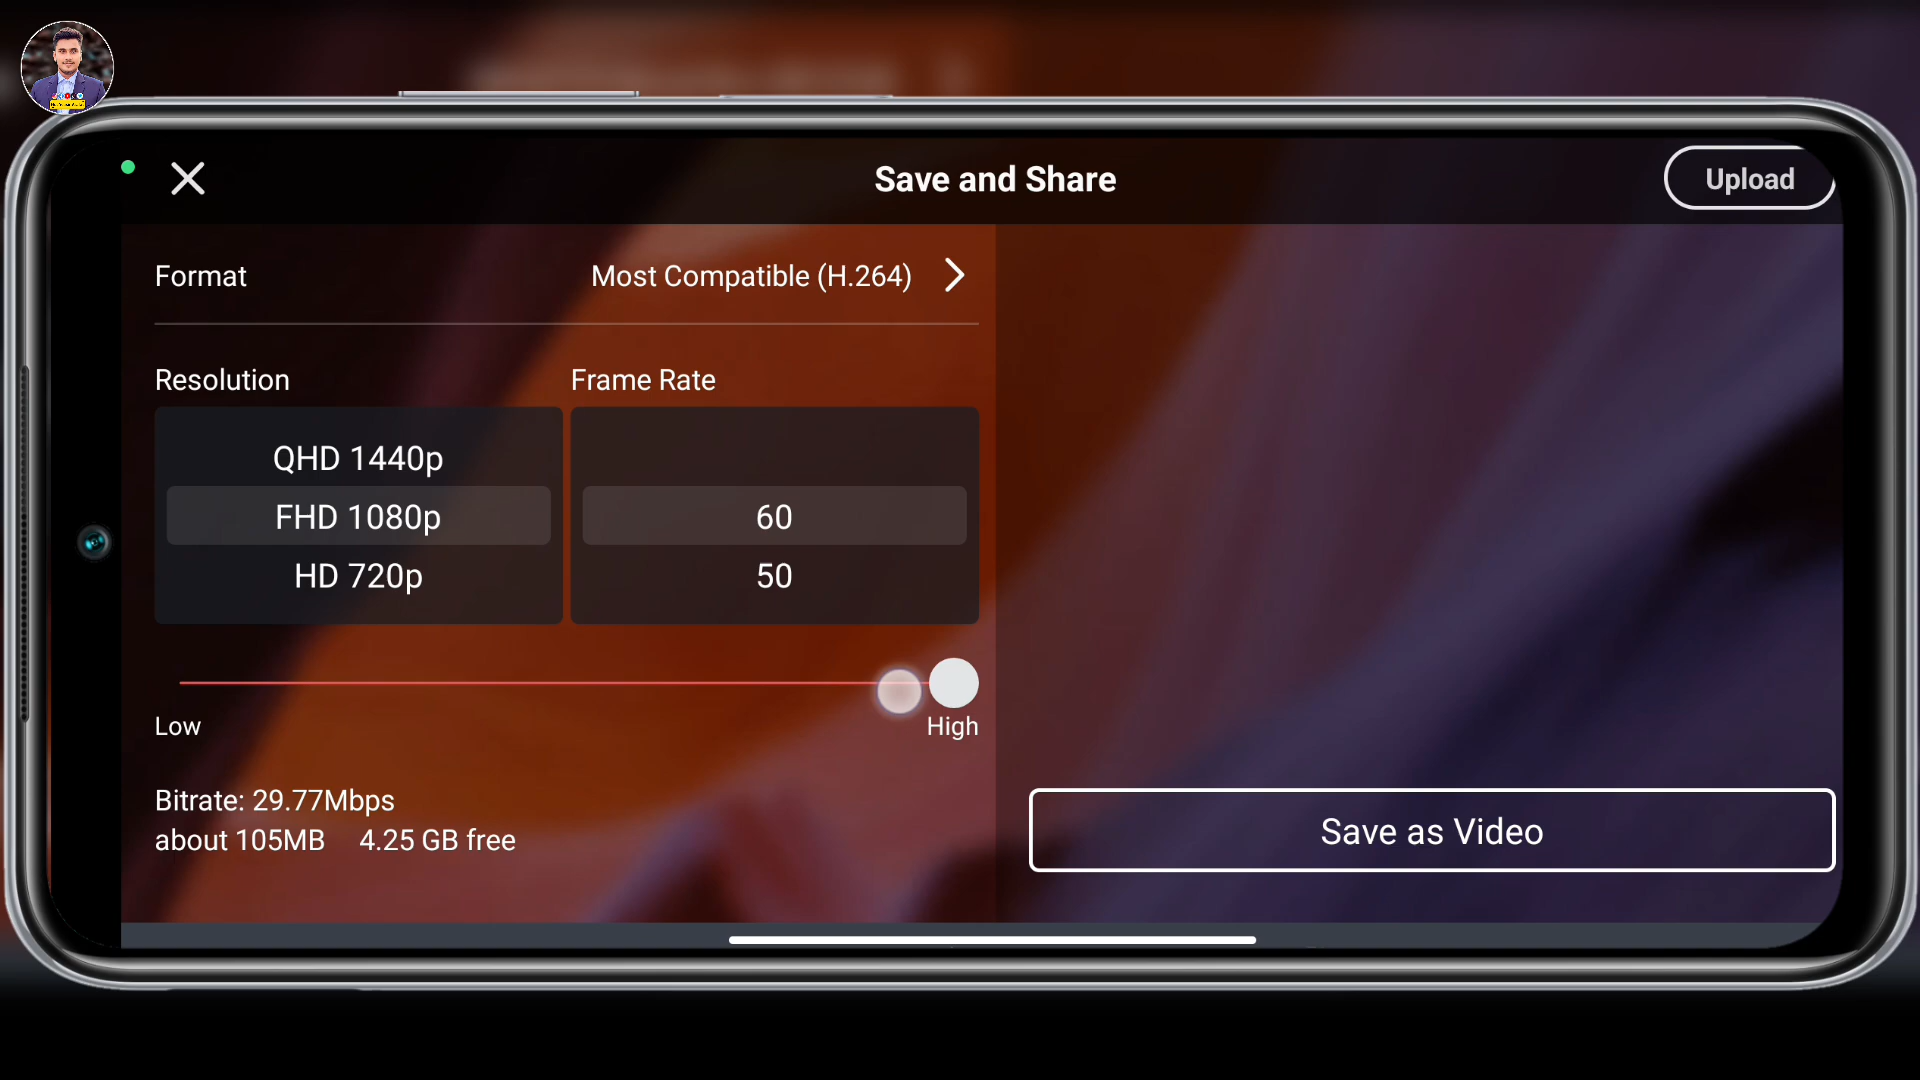 Save and Share
Upload
Format
Most Compatible (H.264)
Resolution
Frame Rate
QHD 1440p
FHD 1080p
HD 720p
60
50
Low
High
Bitrate: 29.77Mbps
about 105MB 4.25 GB free
Save as Video